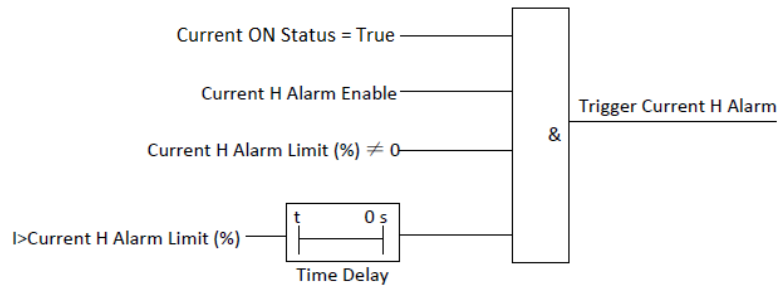 Current ON Status = True
Current H Alarm Enable
Trigger Current H Alarm
&
Current H Alarm Limit (%) ≠ 0
t 0 s
I>Current H Alarm Limit (%)
Time Delay